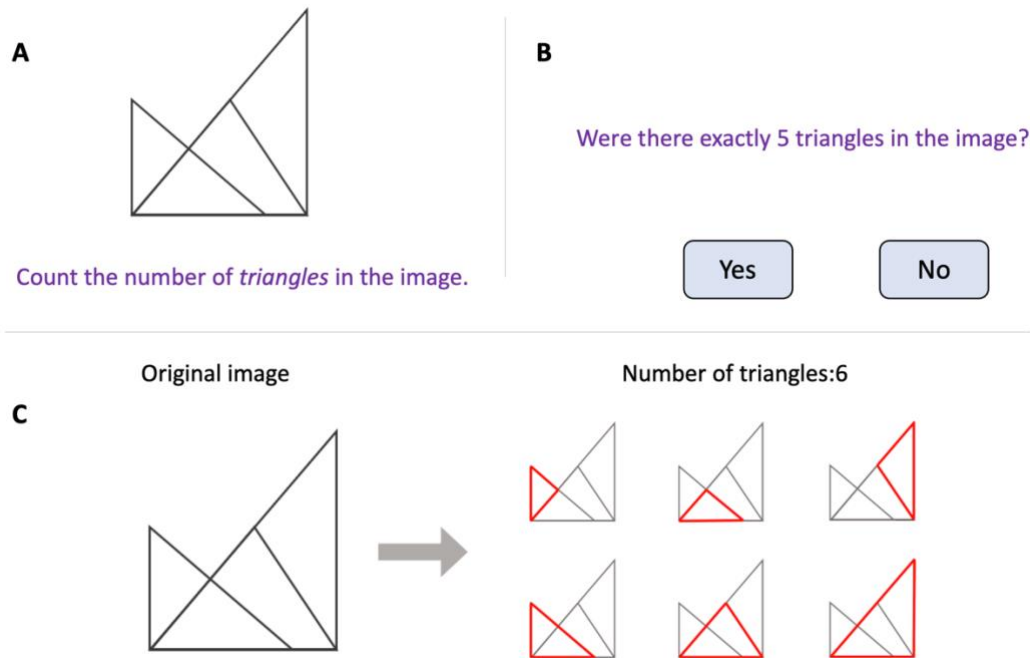 A
Count the number of triangles in the image.
B
Were there exactly 5 triangles in the image?
Yes
No
C
Original image
Number of triangles:6